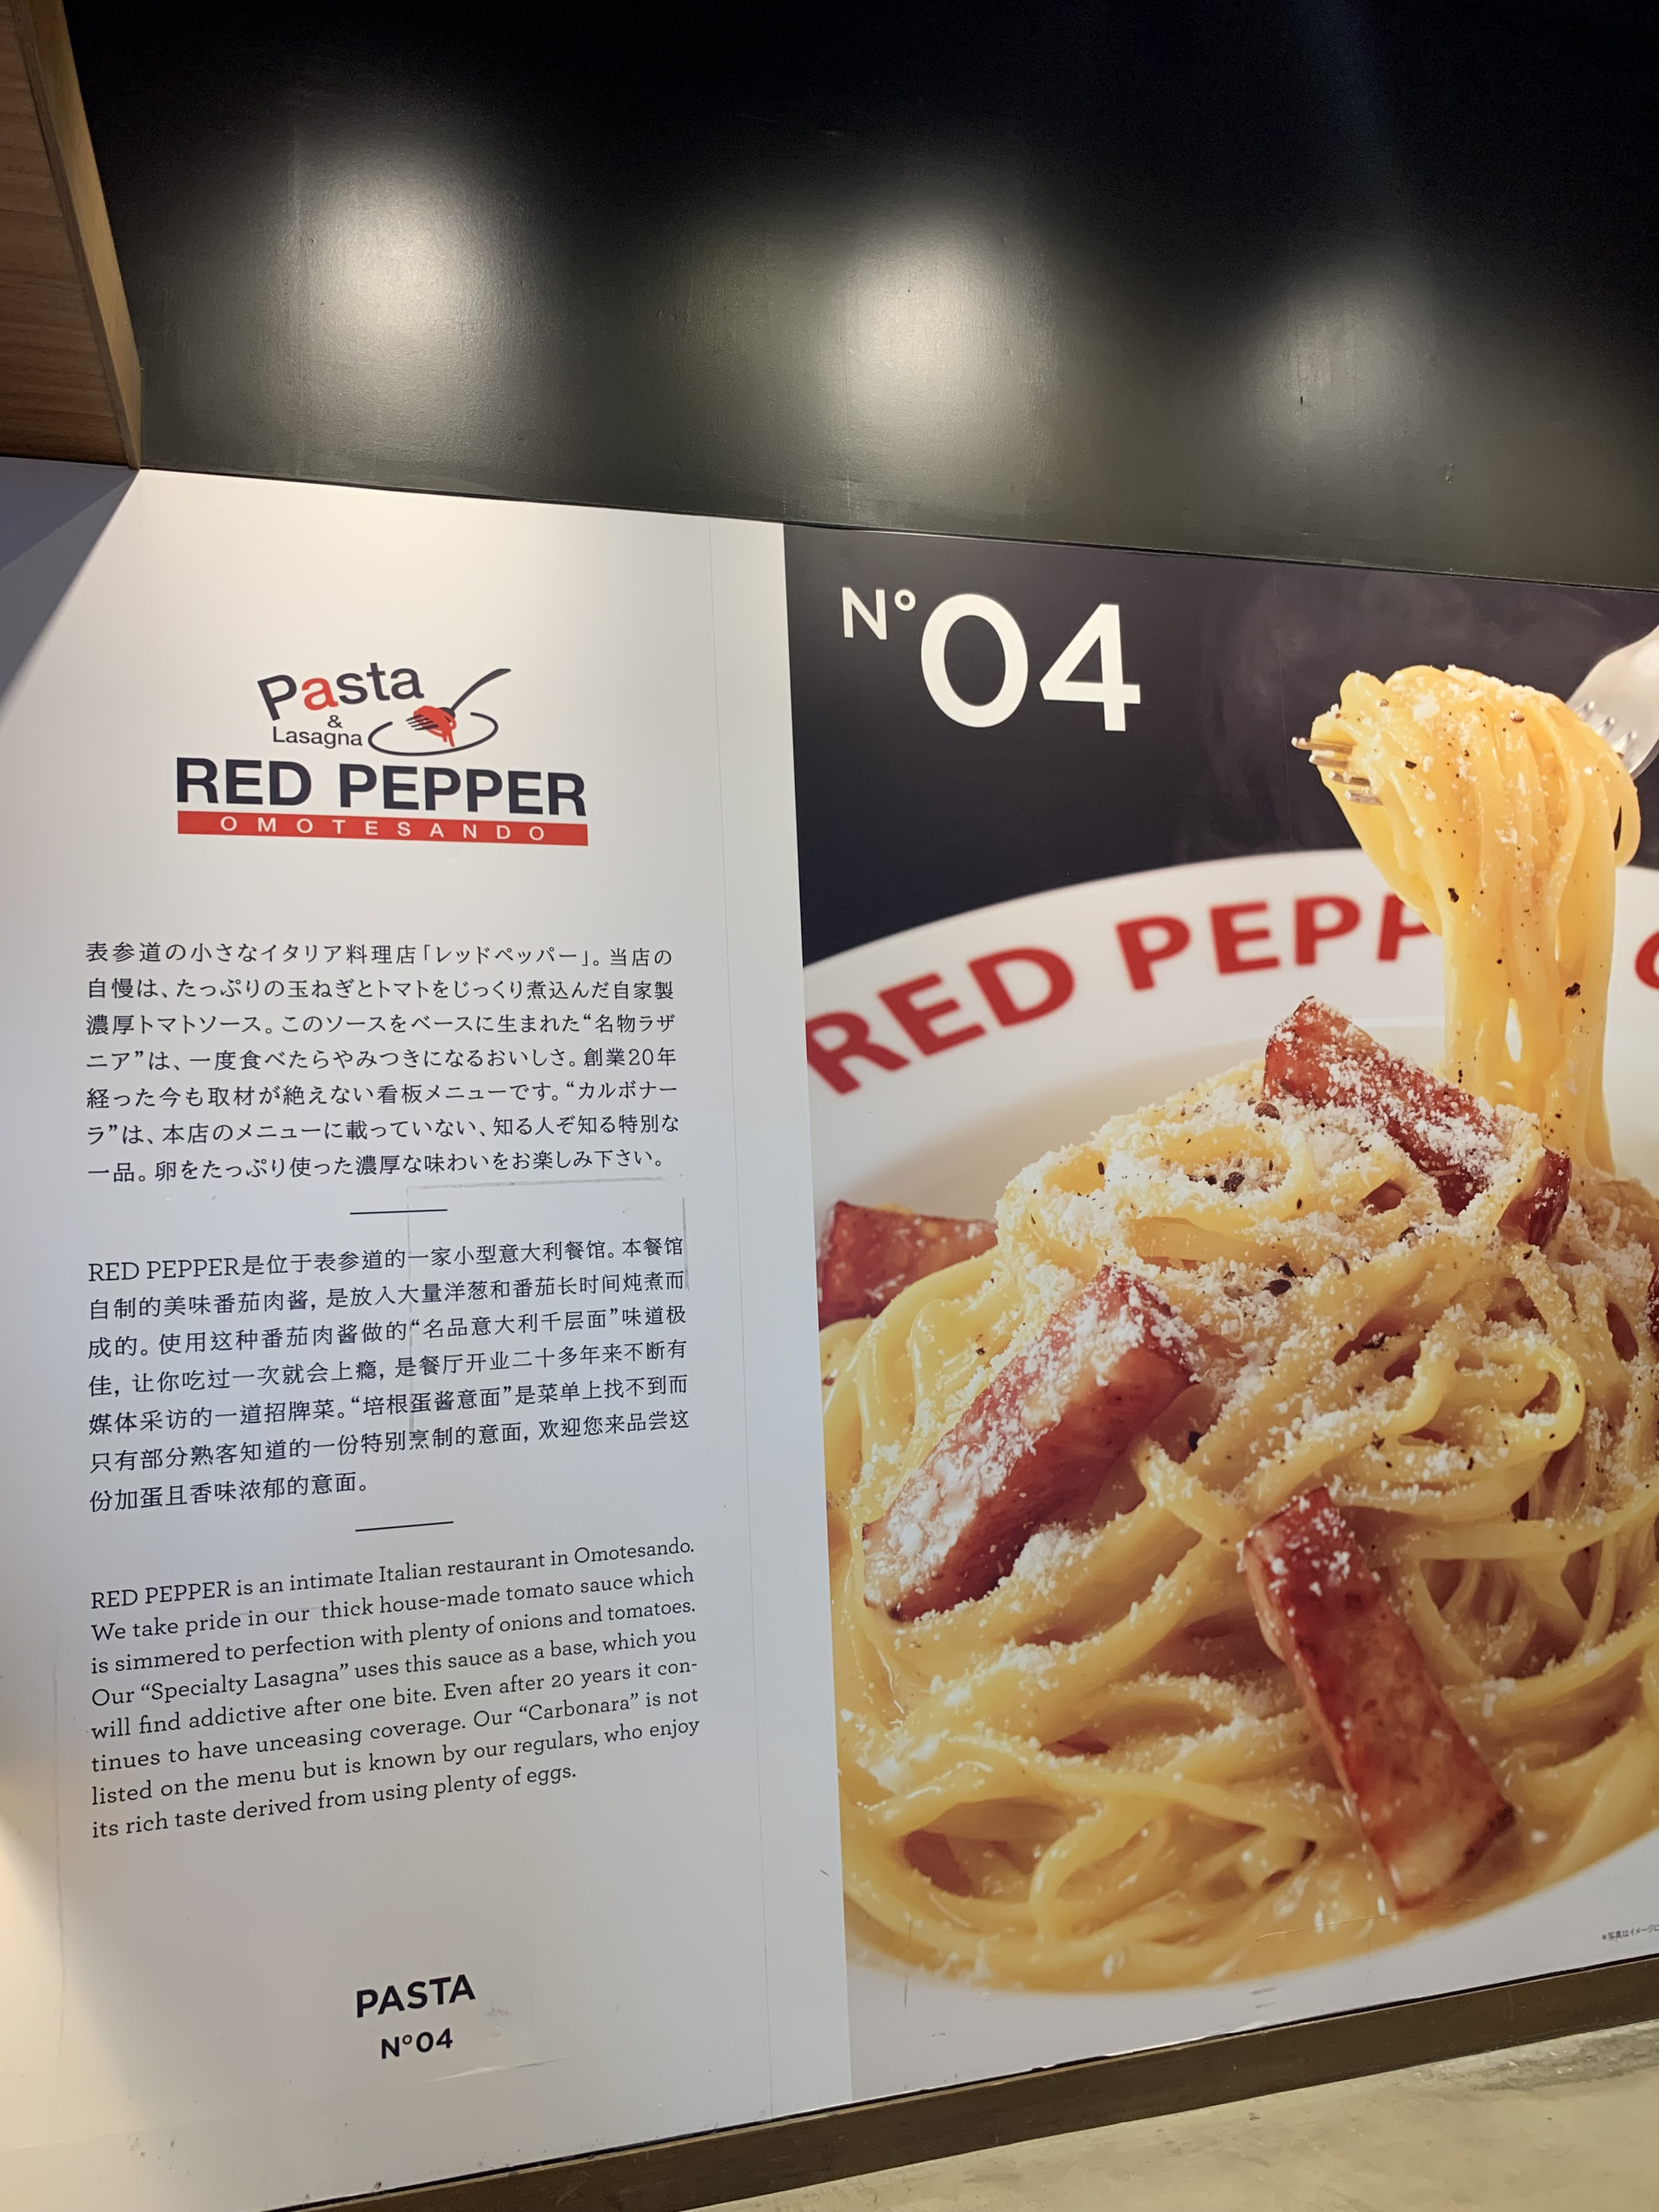 Pasta
&
Lasagna
RED PEPPER
OMOTESANDO
表参道の小さなイタリア料理店「レッドペッパー」。当店の
自慢は、たっぷりの玉ねぎとトマトをじっくり煮込んだ自家製
濃厚トマトソース。このソースをベースに生まれた“名物ラザ
ニア”は、一度食べたらやみつきになるおいしさ。創業20年
経った今も取材が絶えない看板メニューです。“カルボナー
ラ”は、本店のメニューに載っていない、知る人ぞ知る特別な
一品。卵をたっぷり使った濃厚な味わいをお楽しみ下さい。
RED PEPPER是位于表参道的一家小型意大利餐馆。本餐馆
自制的美味番茄肉酱, 是放入大量洋葱和番茄长时间炖煮而
成的。使用这种番茄肉酱做的“名品意大利千层面”味道极
佳, 让你吃过一次就会上瘾, 是餐厅开业二十多年来不断有
媒体采访的一道招牌菜。“培根蛋酱意面”是菜单上找不到而
只有部分熟客知道的一份特别烹制的意面, 欢迎您来品尝这
份加蛋且香味浓郁的意面。
RED PEPPER is an intimate Italian restaurant in Omotesando.
We take pride in our thick house-made tomato sauce which
is simmered to perfection with plenty of onions and tomatoes.
Our “Specialty Lasagna” uses this sauce as a base, which you
will find addictive after one bite. Even after 20 years it con-
tinues to have unceasing coverage. Our “Carbonara” is not
listed on the menu but is known by our regulars, who enjoy
its rich taste derived from using plenty of eggs.
PASTA
N°04
N°04
RED PEPP
*写真はイメージ